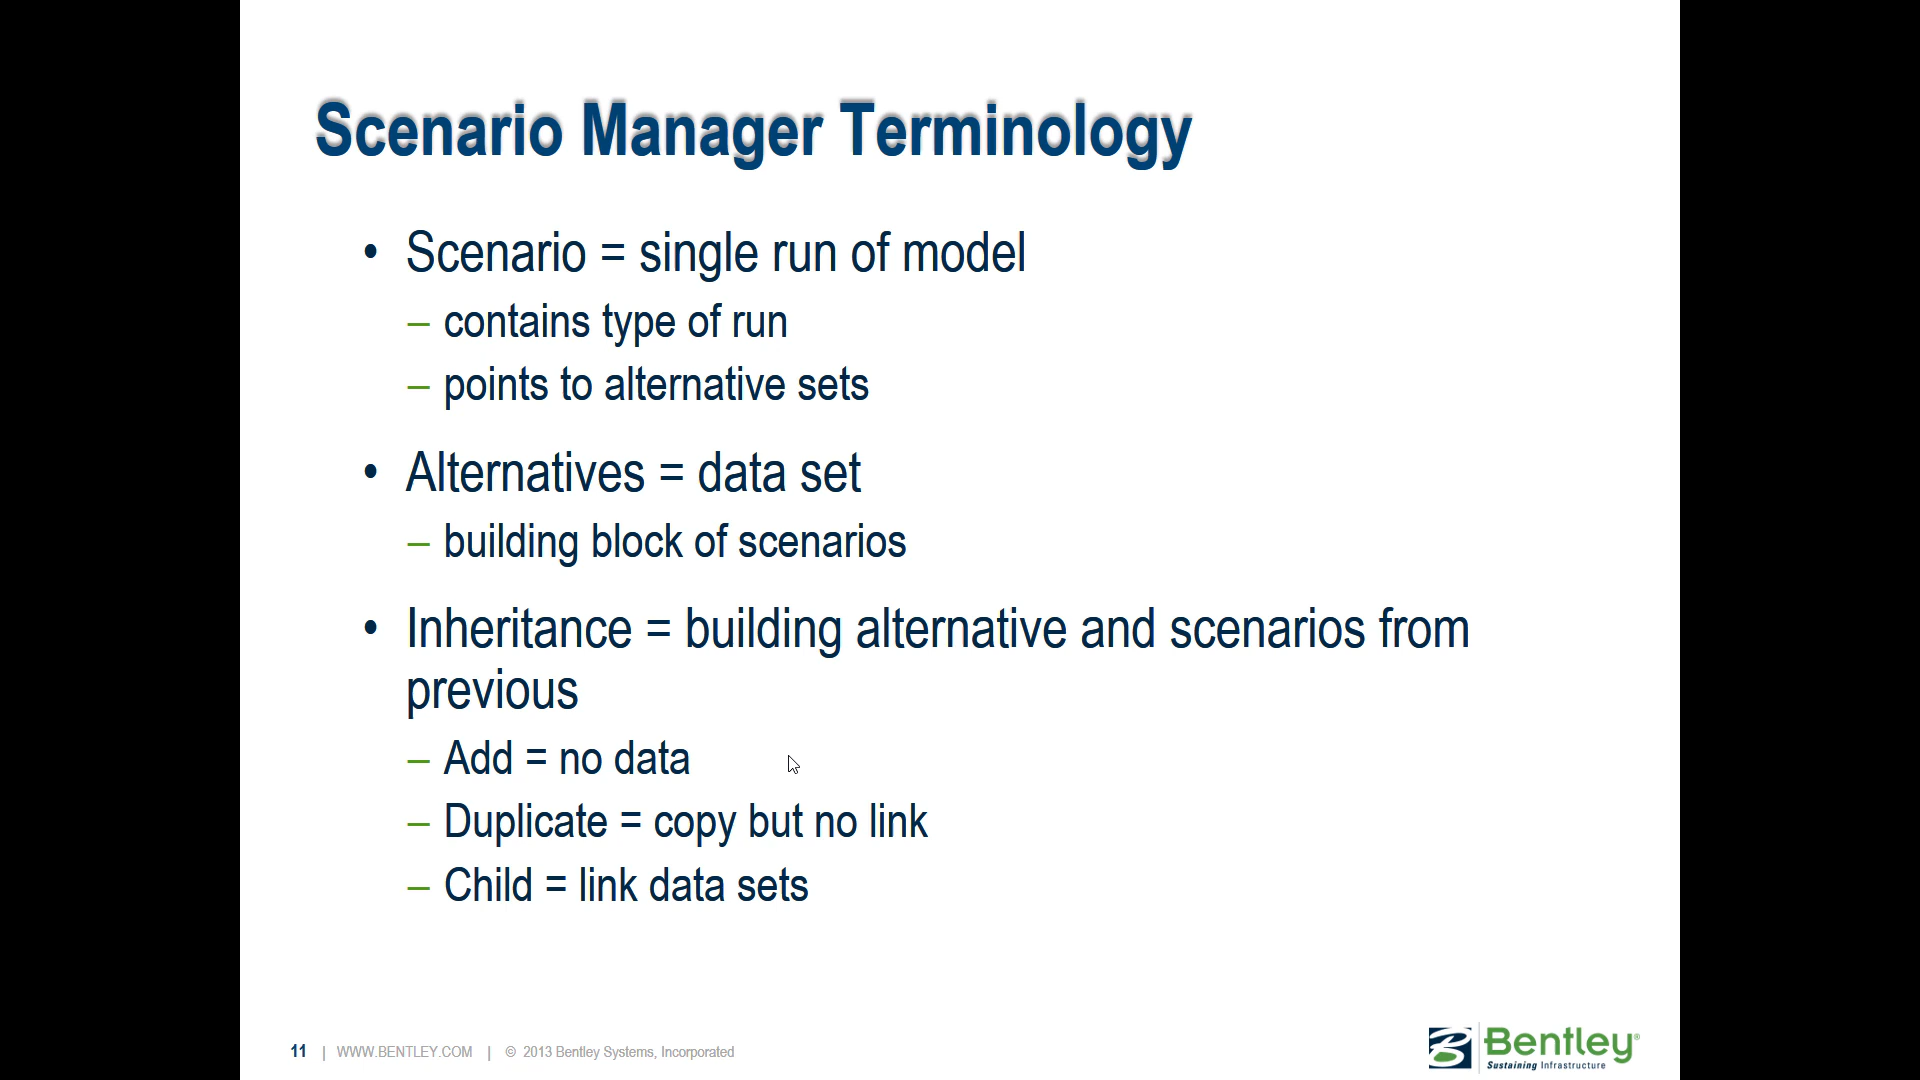 Scenario Manager Terminology
• Scenario = single run of model
– contains type of run
– points to alternative sets
• Alternatives = data set
– building block of scenarios
• Inheritance = building alternative and scenarios from
previous
– Add = no data
– Duplicate = copy but no link
– Child = link data sets
11 | WWW.BENTLEY.COM | © 2013 Bentley Systems, Incorporated
Bentley®
Sustaining Infrastructure